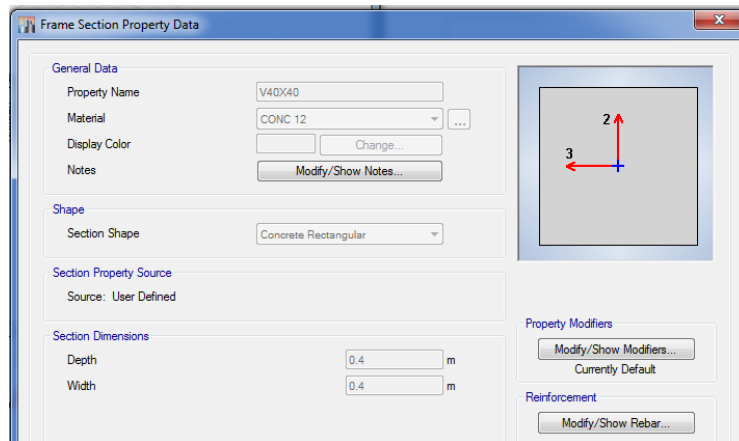 Frame Section Property Data
General Data
Property Name V40X40
Material CONC 12 ...
Display Color Change...
Notes Modify/Show Notes...
2
3
Shape
Section Shape Concrete Rectangular
Section Property Source
Source: User Defined
Section Dimensions
Depth 0.4 m
Width 0.4 m
Property Modifiers
Modify/Show Modifiers...
Currently Default
Reinforcement
Modify/Show Rebar...